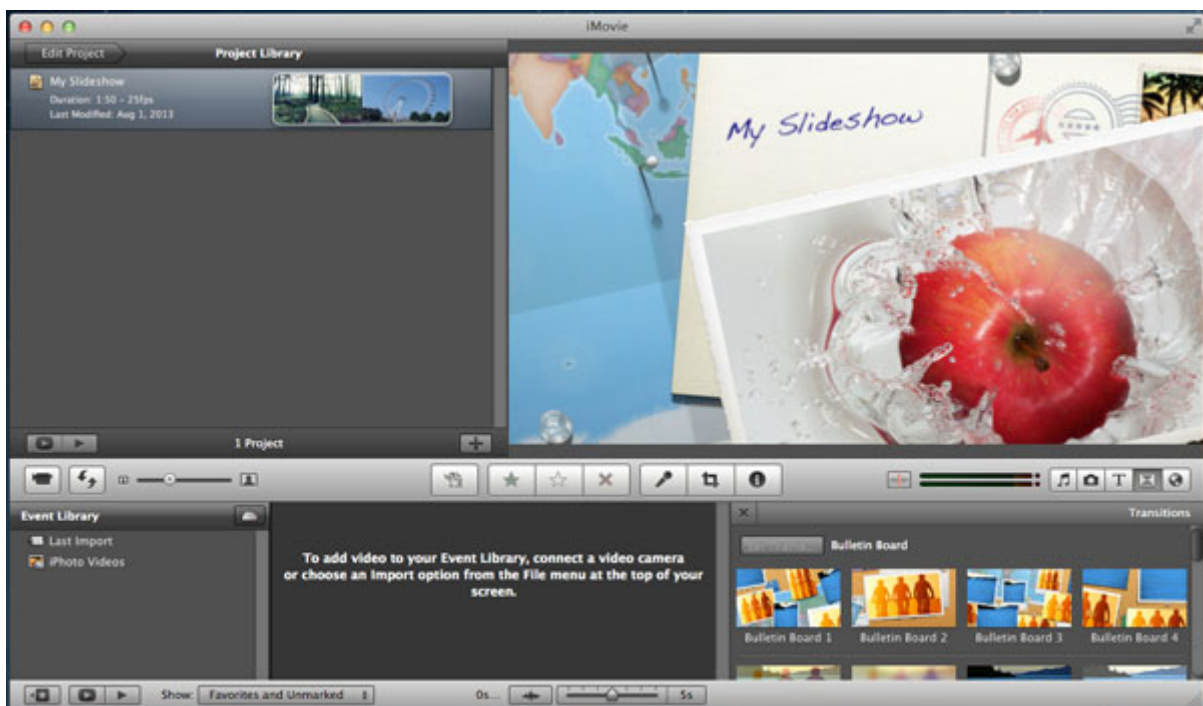 iMovie
Edit Project
Project Library
My Slideshow
Duration: 1:50 – 25fps
Last Modified: Aug 1, 2013
My Slideshow
1 Project
Event Library
Last Import
iPhoto Videos
To add video to your Event Library, connect a video camera
or choose an Import option from the File menu at the top of your
screen.
Transitions
Bulletin Board
Bulletin Board 1
Bulletin Board 2
Bulletin Board 3
Bulletin Board 4
Show:
Favorites and Unmarked
0s...
5s